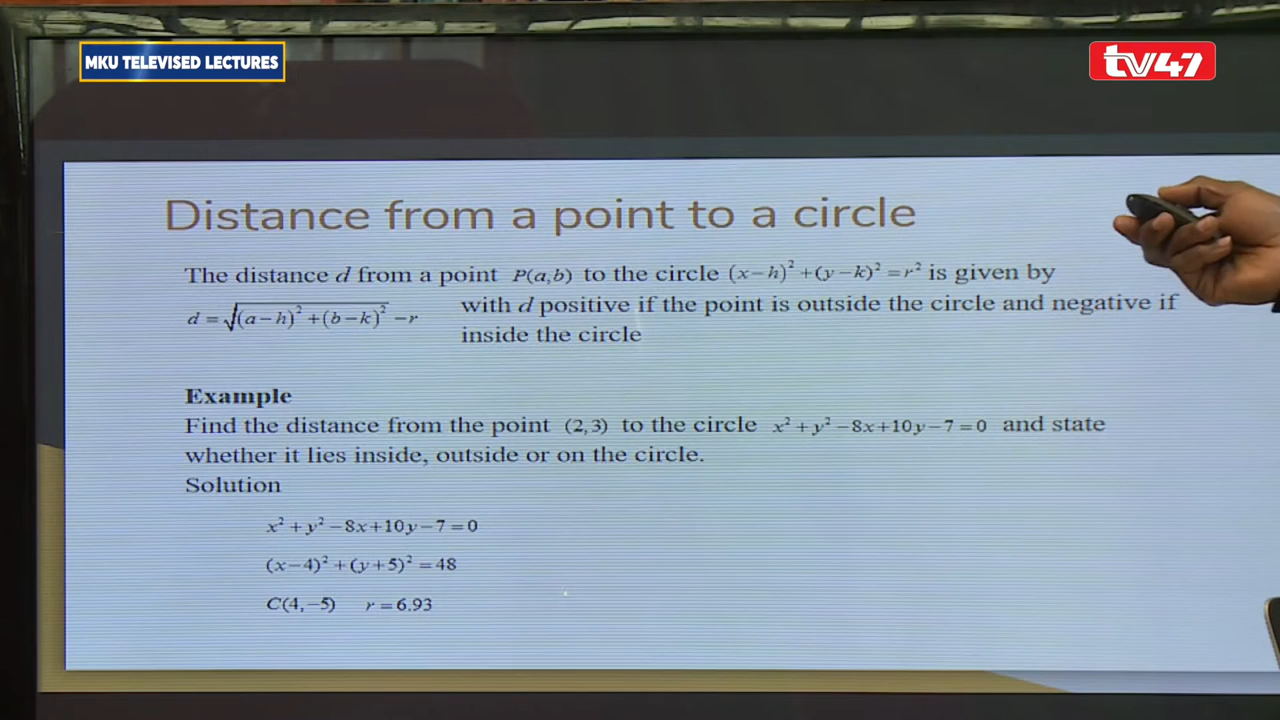 MKU TELEVISED LECTURES
tv47
Distance from a point to a circle
The distance d from a point P(a,b) to the circle (x−h)² +(y−k)² =r² is given by
d =√(a−h)² +(b−k)² −r with d positive if the point is outside the circle and negative if
inside the circle
Example
Find the distance from the point (2,3) to the circle x² + y² −8x+10y−7 =0 and state
whether it lies inside, outside or on the circle.
Solution
x² + y² −8x+10y−7 =0
(x−4)² +(y+5)² =48
C(4,−5) r =6.93